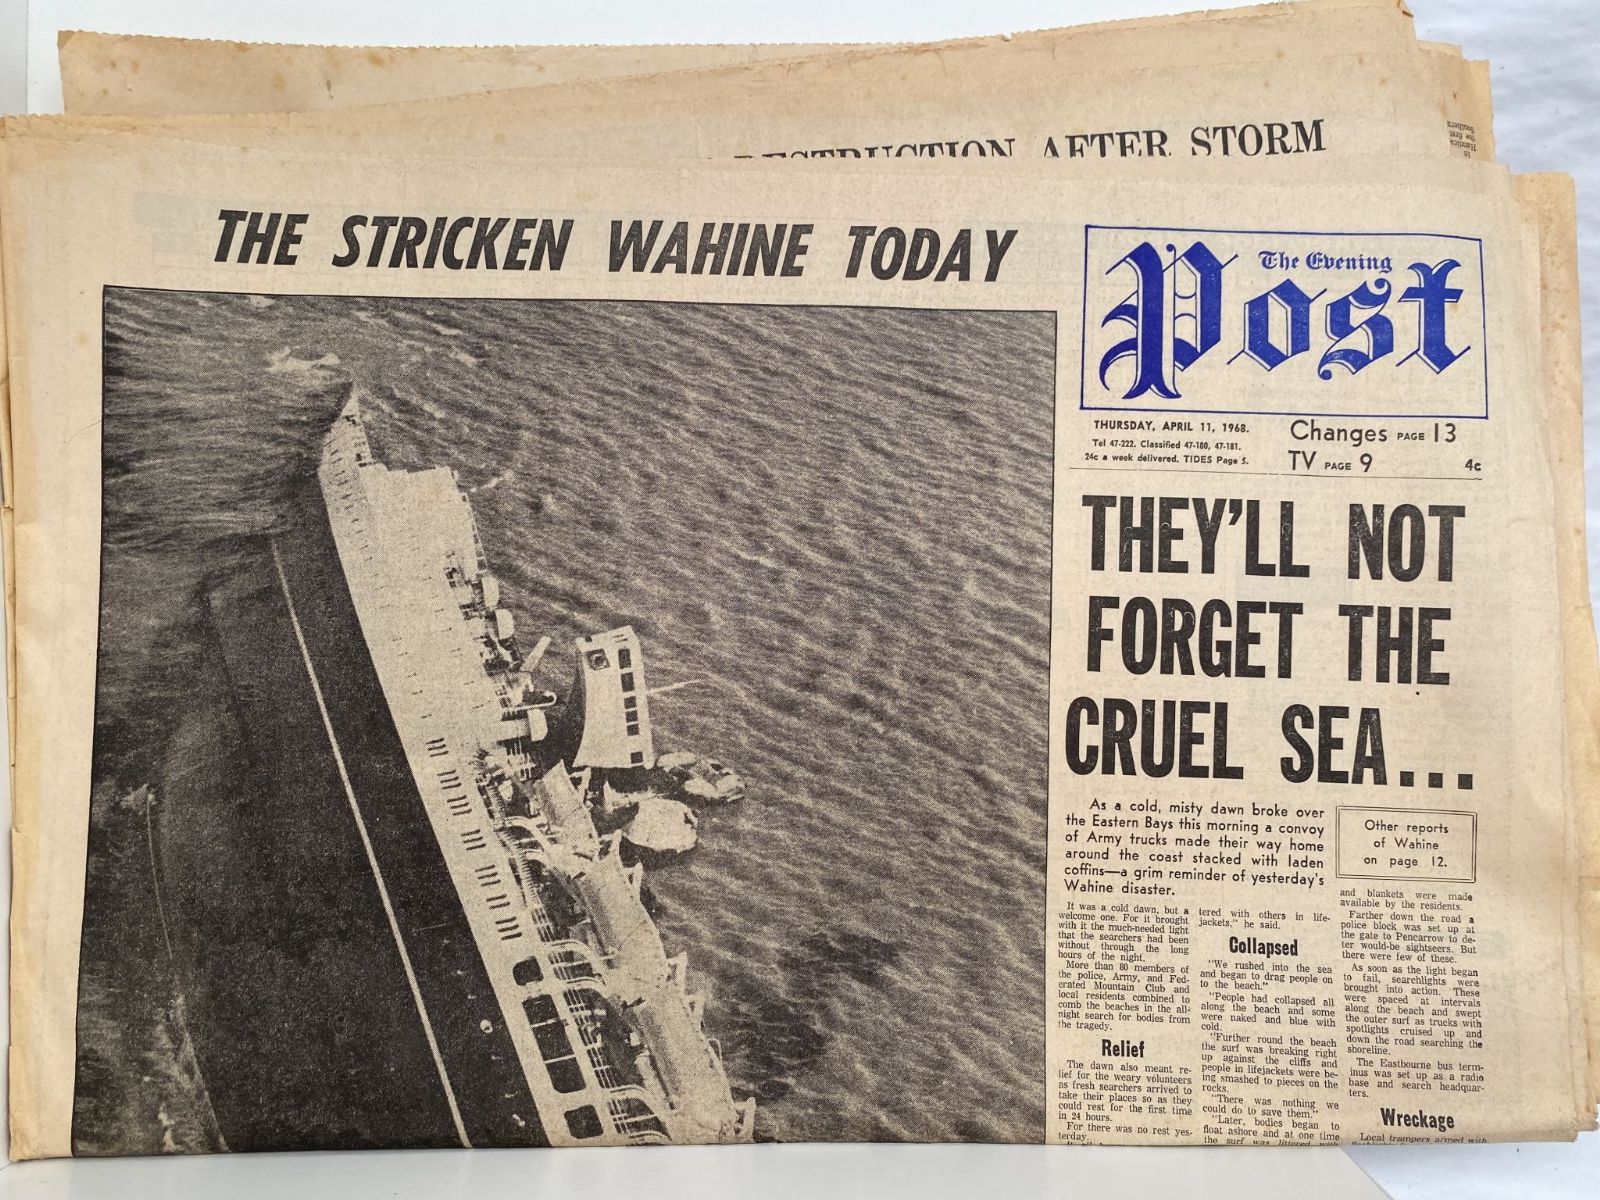 DESTRUCTION AFTER STORM
THE STRICKEN WAHINE TODAY
The Evening
Post
THURSDAY, APRIL 11, 1968.
Tel 47-222. Classified 47-180, 47-181.
24c a week delivered. TIDES Page 5.
Changes PAGE 13
TV PAGE 9
4c
THEY'LL NOT
FORGET THE
CRUEL SEA...
As a cold, misty dawn broke over
the Eastern Bays this morning a convoy
of Army trucks made their way home
around the coast stacked with laden
coffins—a grim reminder of yesterday's
Wahine disaster.
Other reports
of Wahine
on page 12.
It was a cold dawn, but a
welcome one. For it brought
with it the much-needed light
that the searchers had been
without through the long
hours of the night.
More than 80 members of
the police, Army, and Fed-
erated Mountain Club and
local residents combined to
comb the beaches in the all-
night search for bodies from
the tragedy.
Relief
The dawn also meant re-
lief for the weary volunteers
as fresh searchers arrived to
take their places so as they
could rest for the first time
in 24 hours.
For there was no rest yes-
terday.
tered with others in life-
jackets," he said.
Collapsed
"We rushed into the sea
and began to drag people on
to the beach."
"People had collapsed all
along the beach and some
were naked and blue with
cold.
"Further round the beach
the surf was breaking right
up against the cliffs and
people in lifejackets were be-
ing smashed to pieces on the
rocks.
"There was nothing we
could do to save them."
"Later, bodies began to
float ashore and at one time
the surf was littered with
and blankets were made
available by the residents.
Farther down the road a
police block was set up at
the gate to Pencarrow to de-
ter would-be sightseers. But
there were few of these.
As soon as the light began
to fail, searchlights were
brought into action. These
were spaced at intervals
along the beach and swept
the outer surf as trucks with
spotlights cruised up and
down the road searching the
shoreline.
The Eastbourne bus term-
inus was set up as a radio
base and search headquar-
ters.
Wreckage
Local trampers armed with